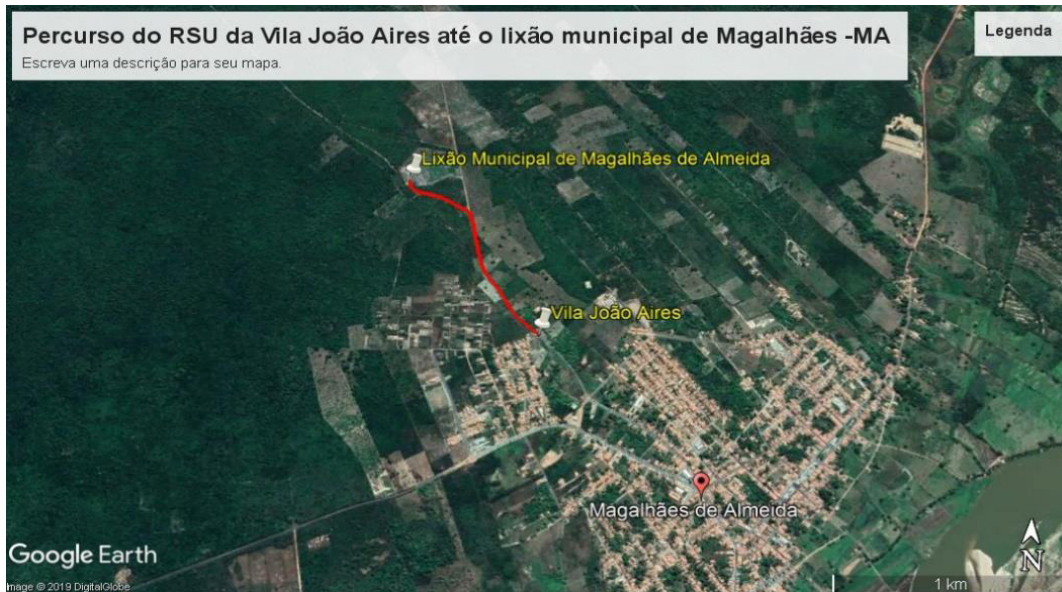 Percurso do RSU da Vila João Aires até o lixão municipal de Magalhães -MA
Escreva uma descrição para seu mapa.
Legenda
Lixão Municipal de Magalhães de Almeida
Vila João Aires
Magalhães de Almeida
Google Earth
Image © 2019 DigitalGlobe
1 km
N